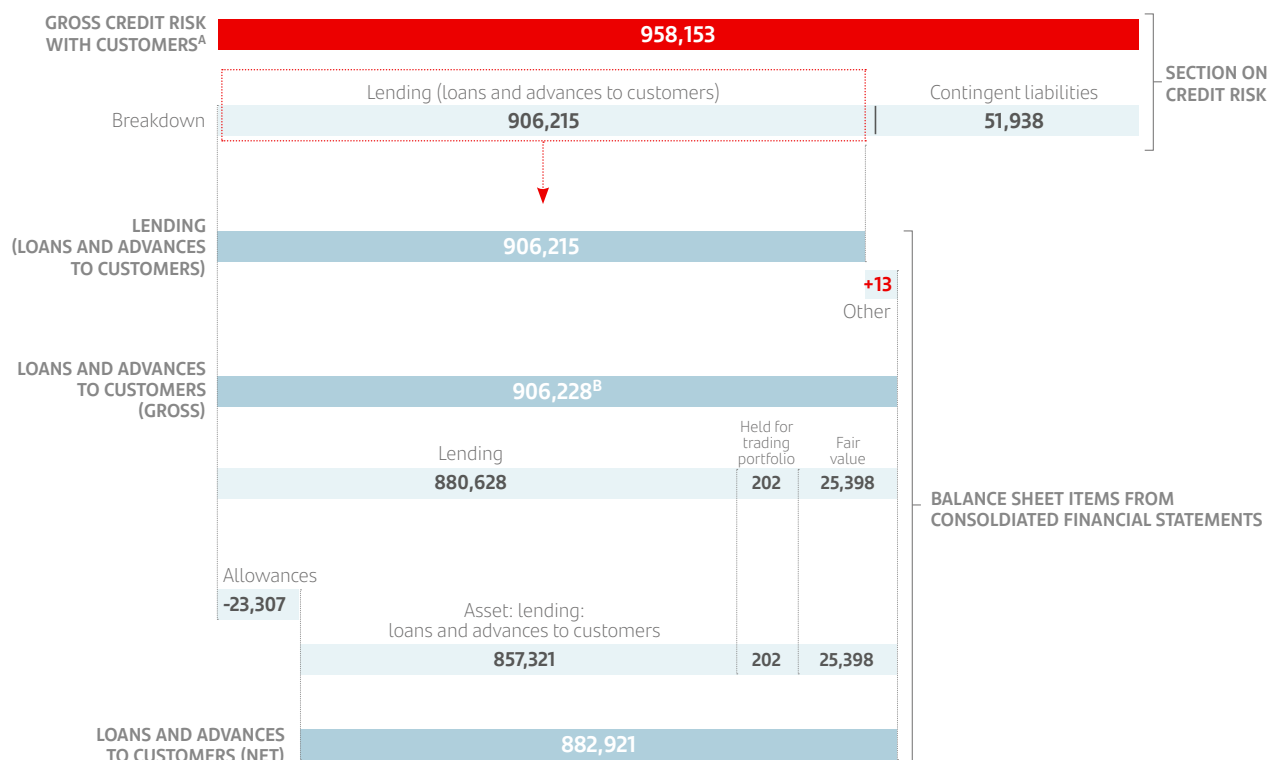 GROSS CREDIT RISK
WITH CUSTOMERSᴬ
958,153
SECTION ON
CREDIT RISK
Lending (loans and advances to customers)
Contingent liabilities
Breakdown
906,215
51,938
LENDING
(LOANS AND ADVANCES
TO CUSTOMERS)
906,215
+13
Other
LOANS AND ADVANCES
TO CUSTOMERS
(GROSS)
906,228ᴮ
Held for
trading
portfolio
Fair
value
Lending
880,628
202
25,398
BALANCE SHEET ITEMS FROM
CONSOLDIATED FINANCIAL STATEMENTS
Allowances
-23,307
Asset: lending:
loans and advances to customers
857,321
202
25,398
LOANS AND ADVANCES
TO CUSTOMERS (NET)
882,921